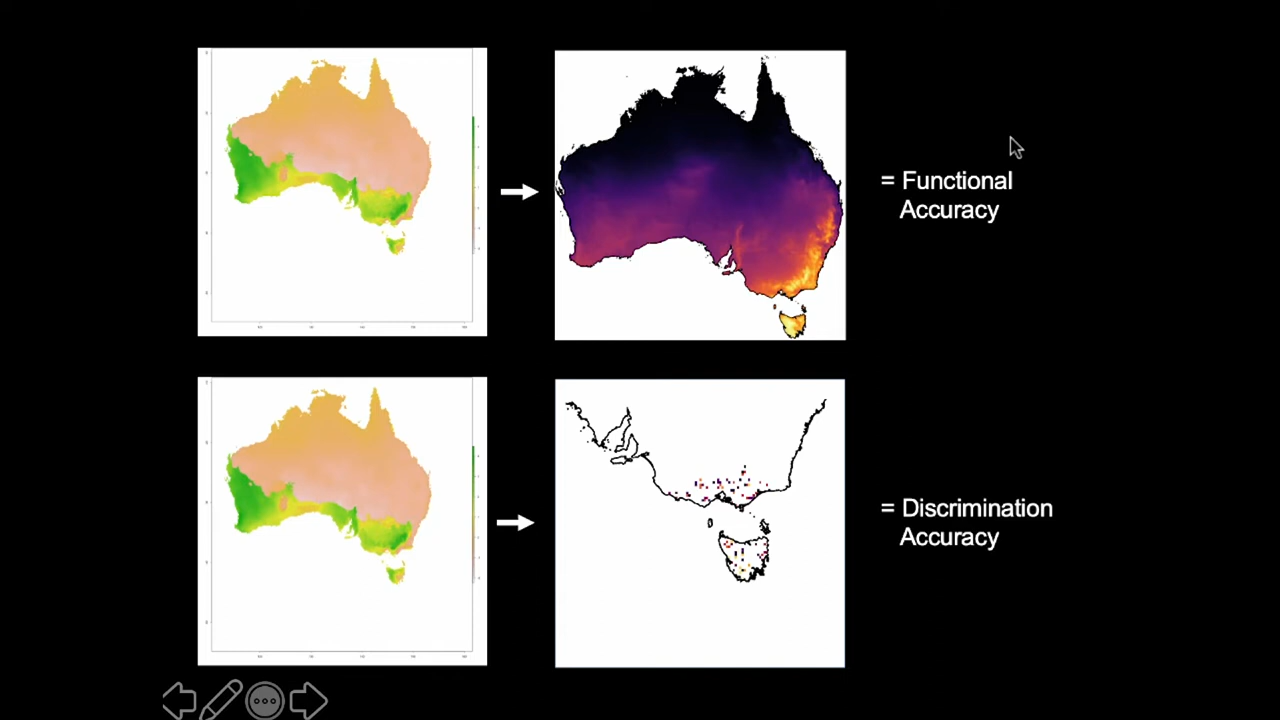 = Functional
Accuracy
= Discrimination
Accuracy